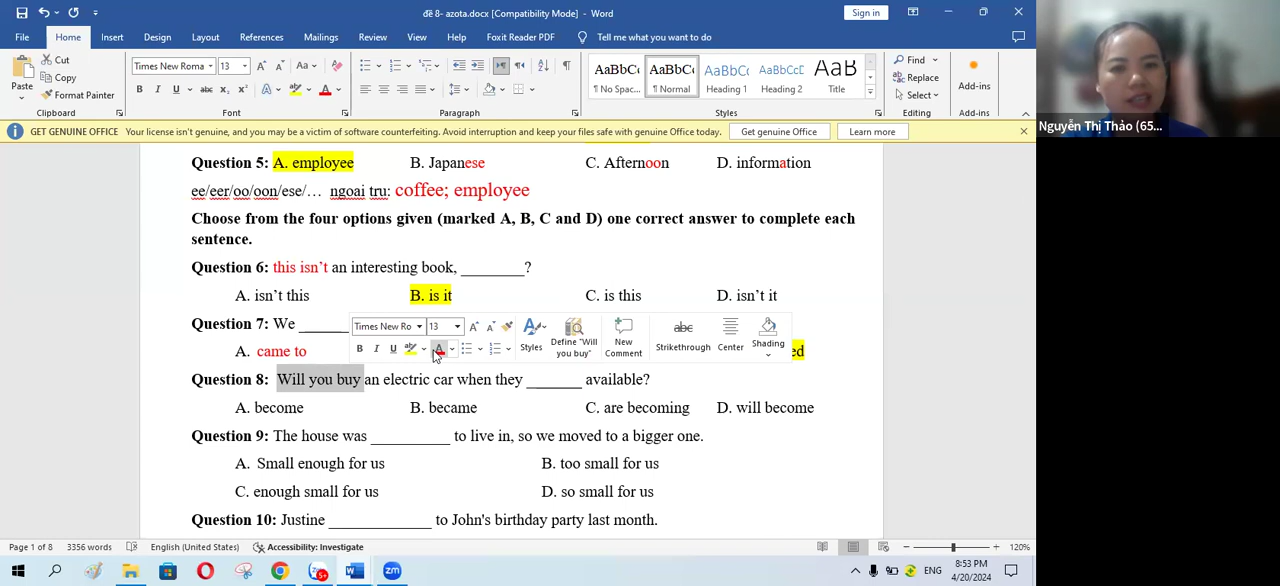 đề 8- azota.docx [Compatibility Mode] - Word
Sign in
File Home Insert Design Layout References Mailings Review View Help Foxit Reader PDF Tell me what you want to do
Paste
Cut
Copy
Format Painter
Clipboard
Times New Roma 13
Font
Paragraph
AaBbCc
¶ No Spac...
AaBbCc
¶ Normal
AaBbCc
Heading 1
AaBbCcD
Heading 2
AaB
Title
Styles
Find
Replace
Select
Editing
Add-ins
Add-ins
GET GENUINE OFFICE Your license isn't genuine, and you may be a victim of software counterfeiting. Avoid interruption and keep your files safe with genuine Office today. Get genuine Office Learn more
Nguyễn Thị Thảo (65...
Question 5: A. employee B. Japanese C. Afternoon D. information
ee/eer/oo/oon/ese/… ngoai tru: coffee; employee
Choose from the four options given (marked A, B, C and D) one correct answer to complete each
sentence.
Question 6: this isn't an interesting book, ________?
A. isn't this B. is it C. is this D. isn't it
Question 7: We
A. came to ed
Times New Ro 13
Styles
Define "Will you buy"
New Comment
Strikethrough
Center
Shading
Question 8: Will you buy an electric car when they _______ available?
A. become B. became C. are becoming D. will become
Question 9: The house was __________ to live in, so we moved to a bigger one.
A. Small enough for us B. too small for us
C. enough small for us D. so small for us
Question 10: Justine _____________ to John's birthday party last month.
Page 1 of 8 3356 words English (United States) Accessibility: Investigate 120%
ENG
8:53 PM
4/20/2024